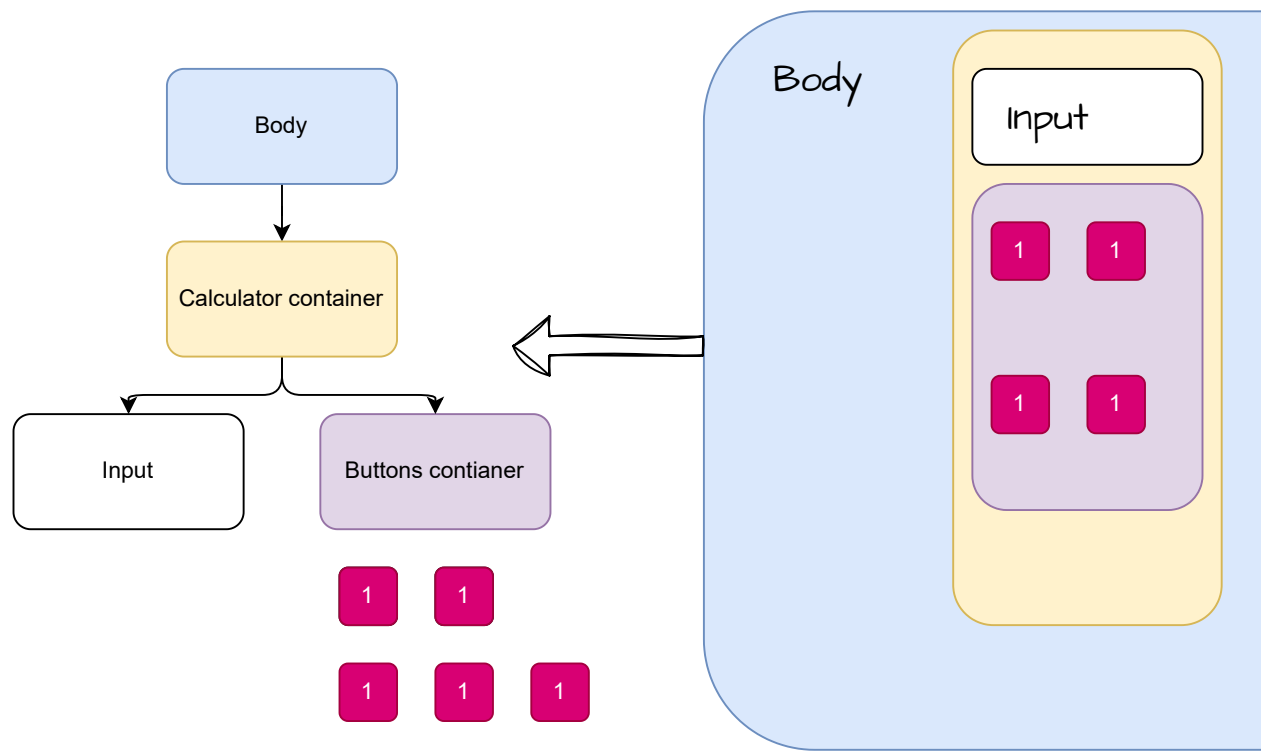 Body
Calculator container
Input
Buttons contianer
1 1
1 1 1
Body
Input
1 1
1 1